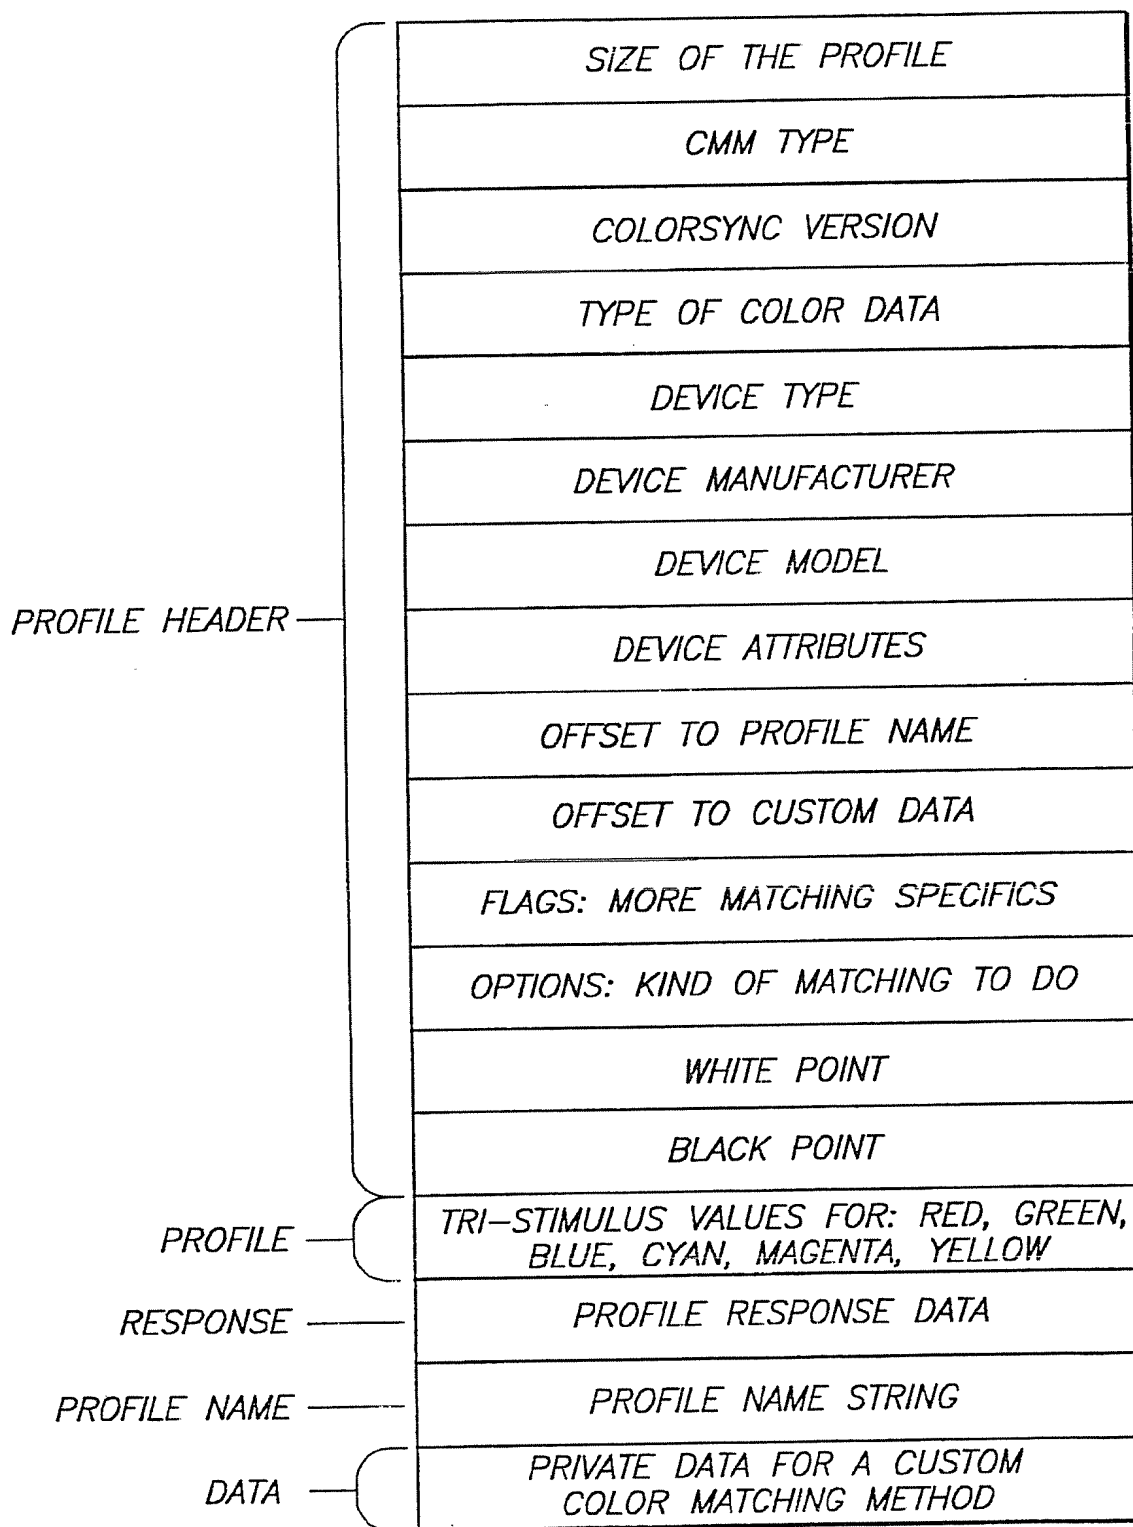 SIZE OF THE PROFILE
CMM TYPE
COLORSYNC VERSION
TYPE OF COLOR DATA
DEVICE TYPE
DEVICE MANUFACTURER
DEVICE MODEL
PROFILE HEADER
DEVICE ATTRIBUTES
OFFSET TO PROFILE NAME
OFFSET TO CUSTOM DATA
FLAGS: MORE MATCHING SPECIFICS
OPTIONS: KIND OF MATCHING TO DO
WHITE POINT
BLACK POINT
PROFILE
TRI-STIMULUS VALUES FOR: RED, GREEN,
BLUE, CYAN, MAGENTA, YELLOW
RESPONSE
PROFILE RESPONSE DATA
PROFILE NAME
PROFILE NAME STRING
DATA
PRIVATE DATA FOR A CUSTOM
COLOR MATCHING METHOD